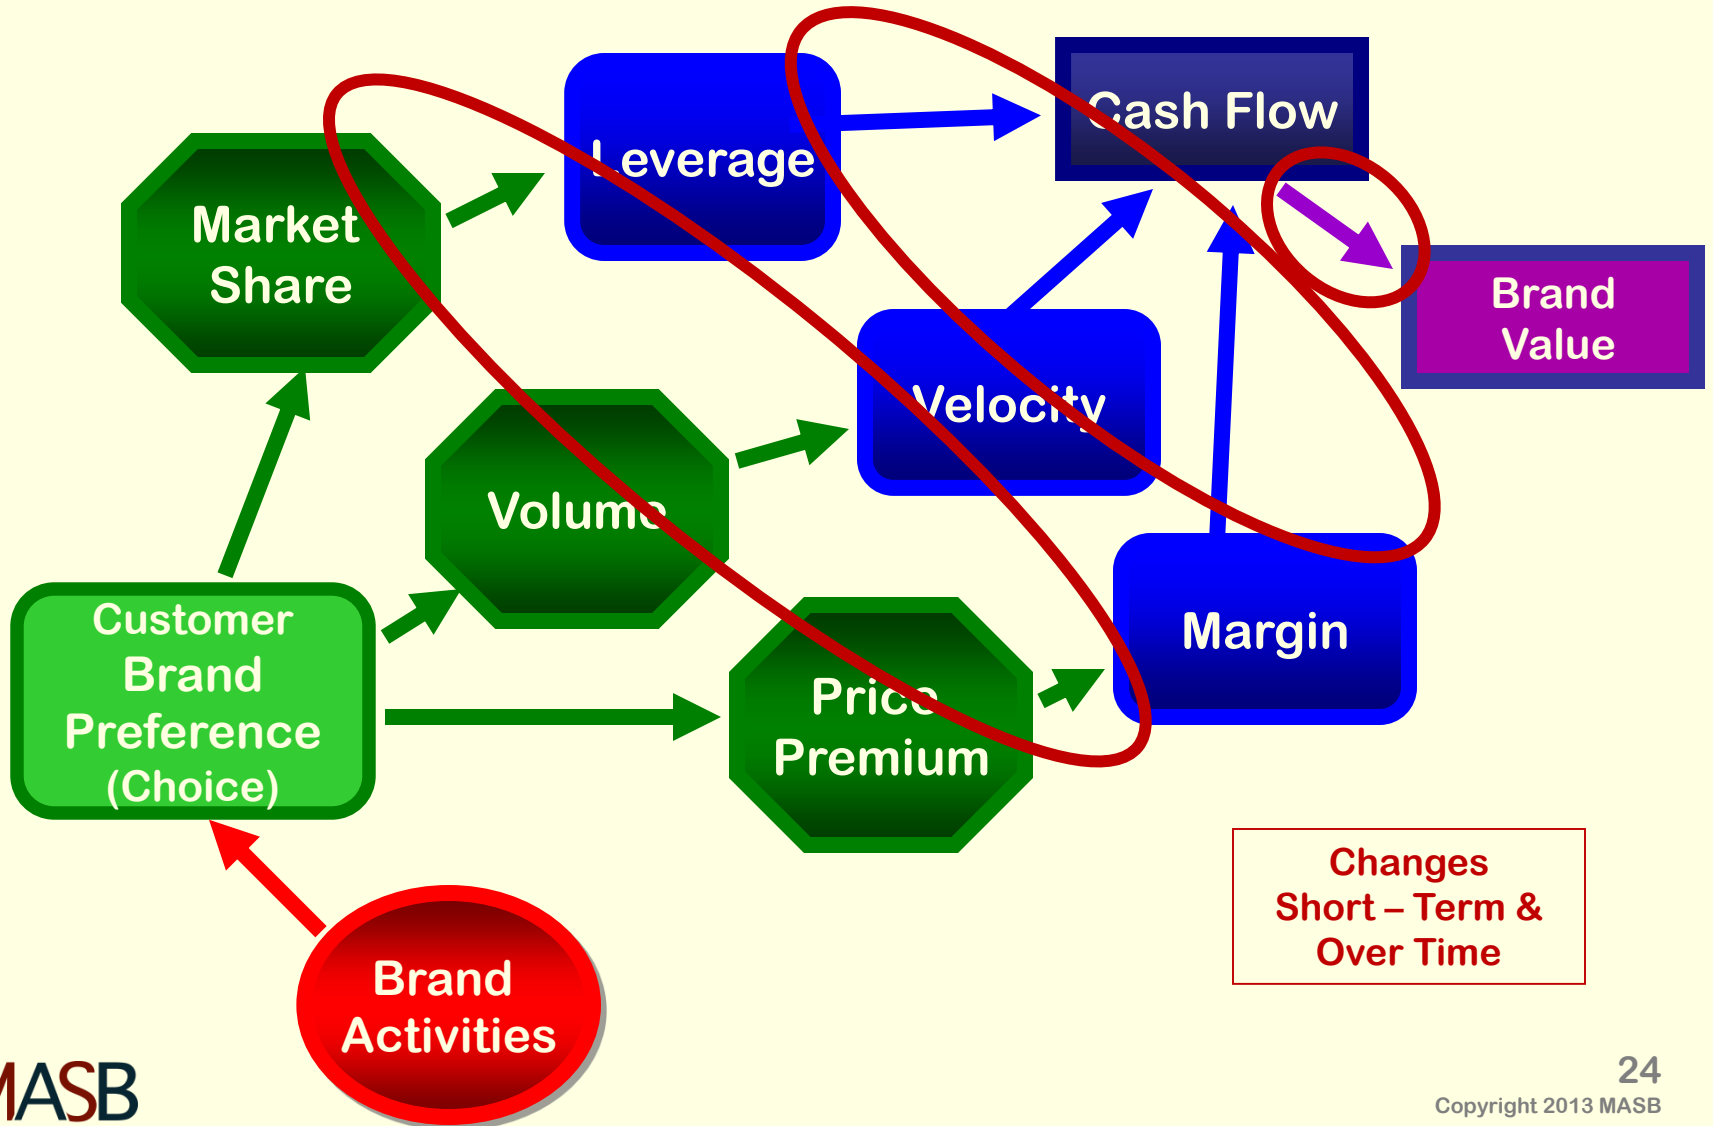 Cash Flow
Leverage
Market
Share
Brand
Value
Velocity
Volume
Customer
Brand
Preference
(Choice)
Margin
Price
Premium
Changes
Short – Term &
Over Time
Brand
Activities
MASB
24
Copyright 2013 MASB